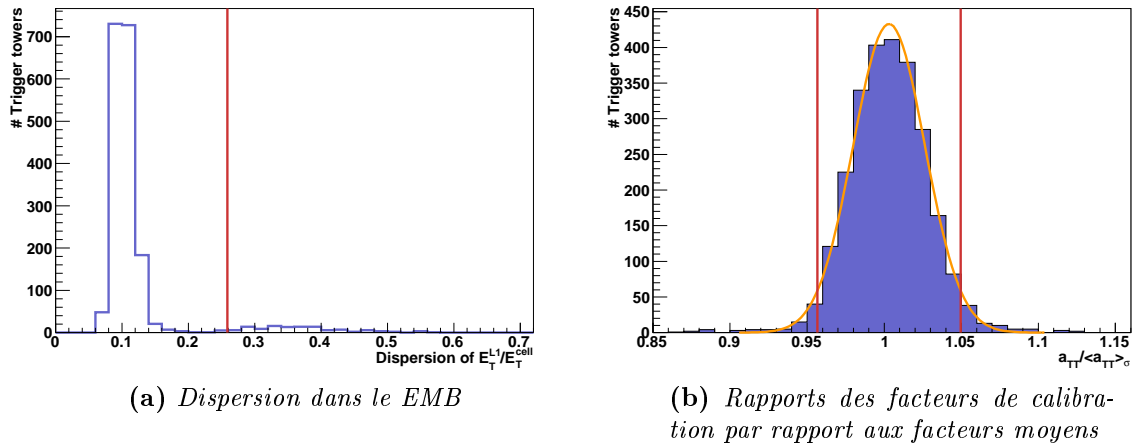 # Trigger towers
700
600
500
400
300
200
100
0
0 0.1 0.2 0.3 0.4 0.5 0.6 0.7
Dispersion of E_T^L1/E_T^cell
(a) Dispersion dans le EMB
# Trigger towers
450
400
350
300
250
200
150
100
50
0
0.85 0.9 0.95 1 1.05 1.1 1.15
a_TT/<a_TT>_σ
(b) Rapports des facteurs de calibra-
tion par rapport aux facteurs moyens